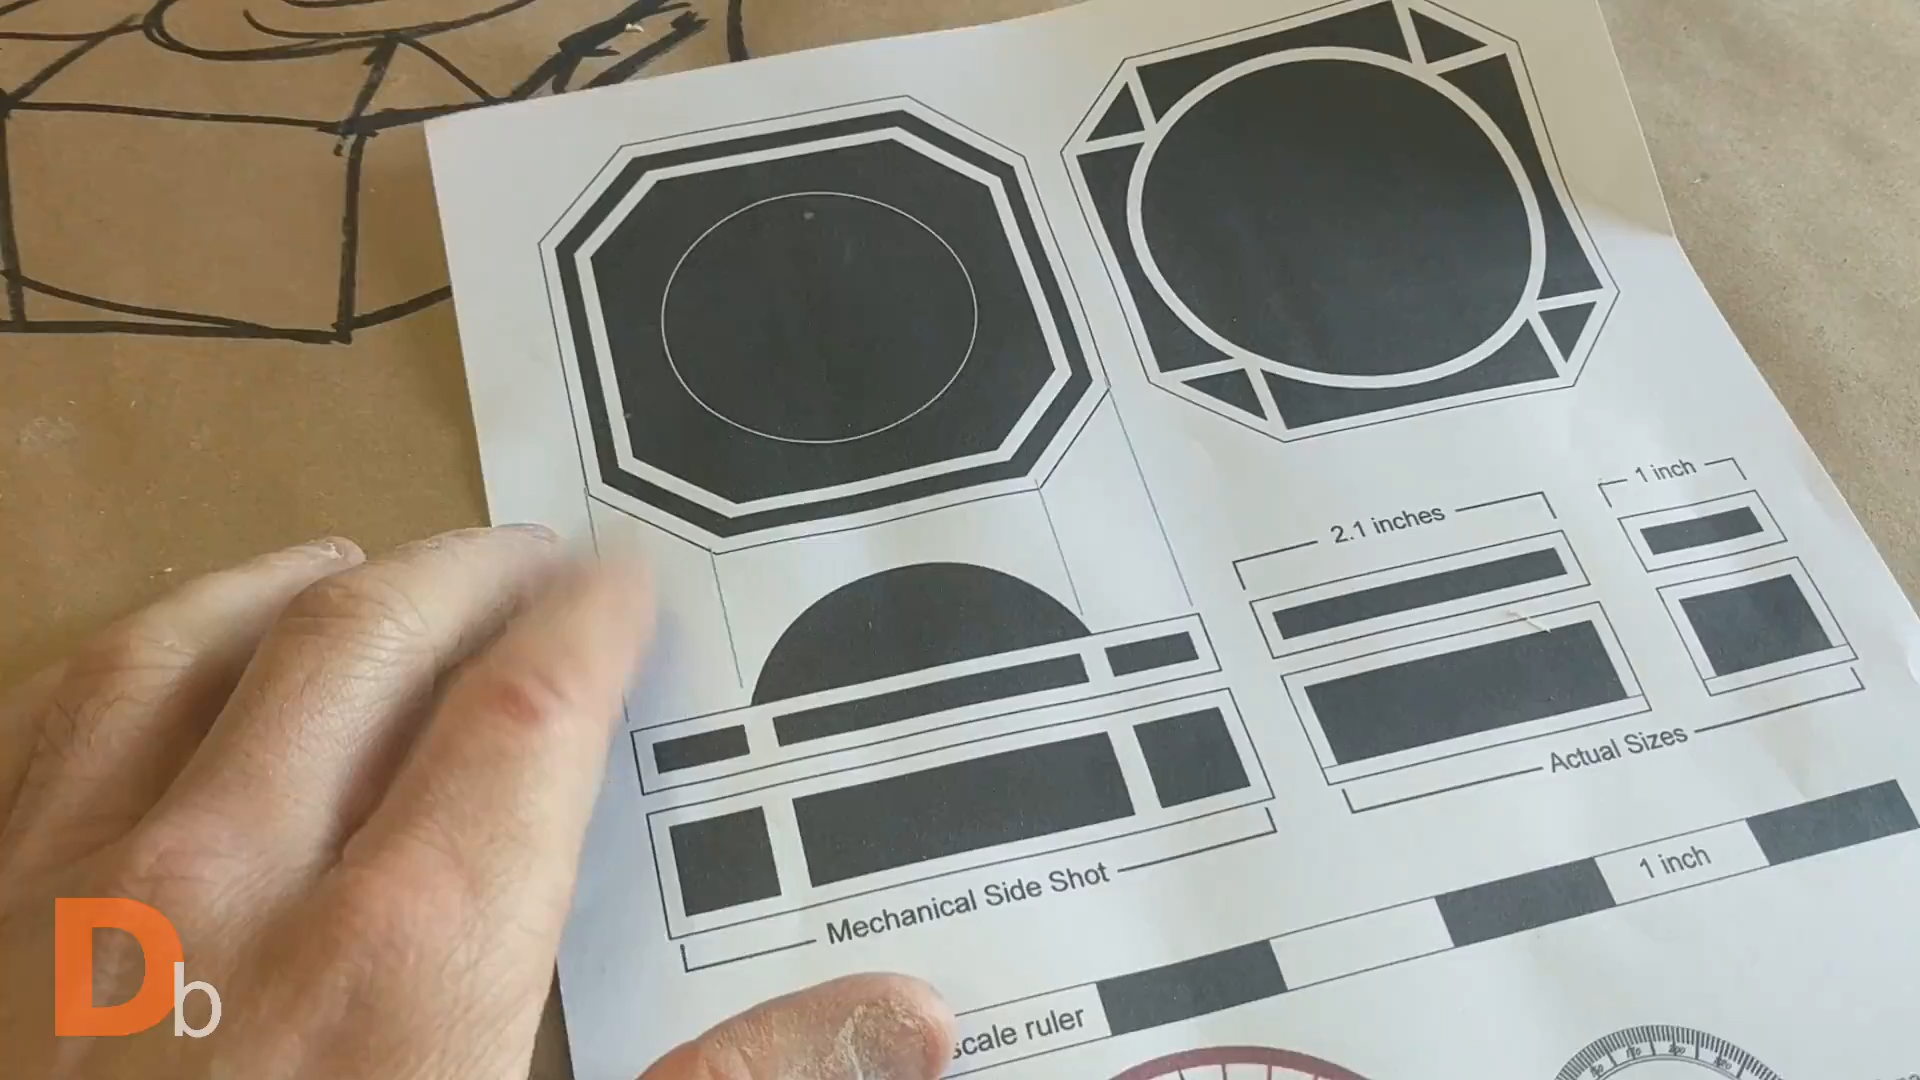 1 inch
2.1 inches
Actual Sizes
1 inch
Mechanical Side Shot
scale ruler
Db